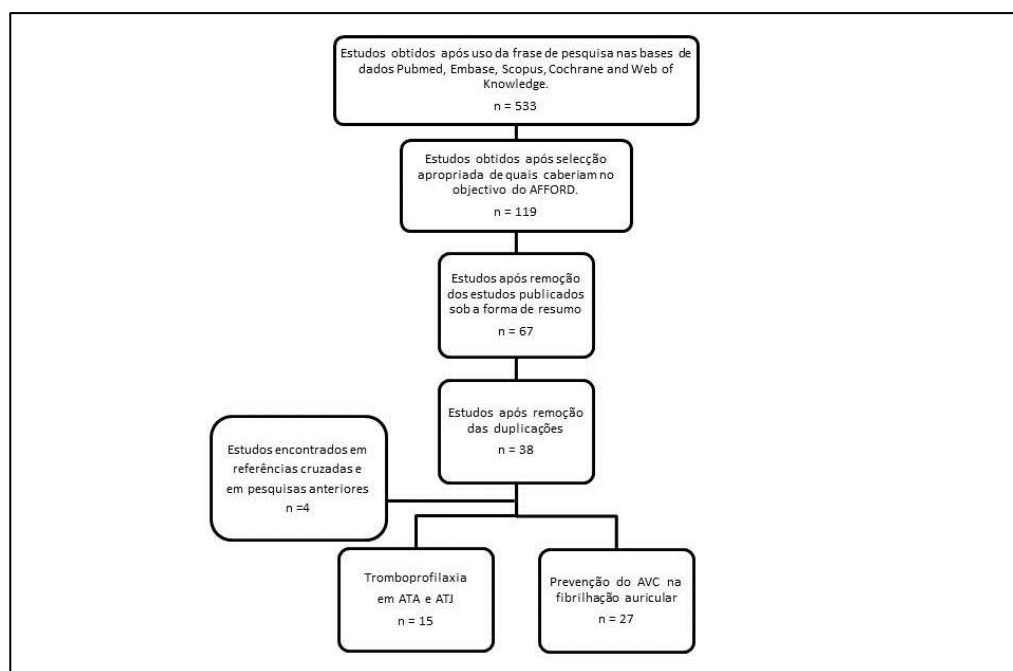 Estudos obtidos após uso da frase de pesquisa nas bases de
dados Pubmed, Embase, Scopus, Cochrane and Web of
Knowledge.
n = 533
Estudos obtidos após selecção
apropriada de quais caberiam no
objectivo do AFFORD.
n = 119
Estudos após remoção
dos estudos publicados
sob a forma de resumo
n = 67
Estudos após remoção
das duplicações
n = 38
Estudos encontrados em
referências cruzadas e
em pesquisas anteriores
n =4
Tromboprofilaxia
em ATA e ATJ
n = 15
Prevenção do AVC na
fibrilhação auricular
n = 27